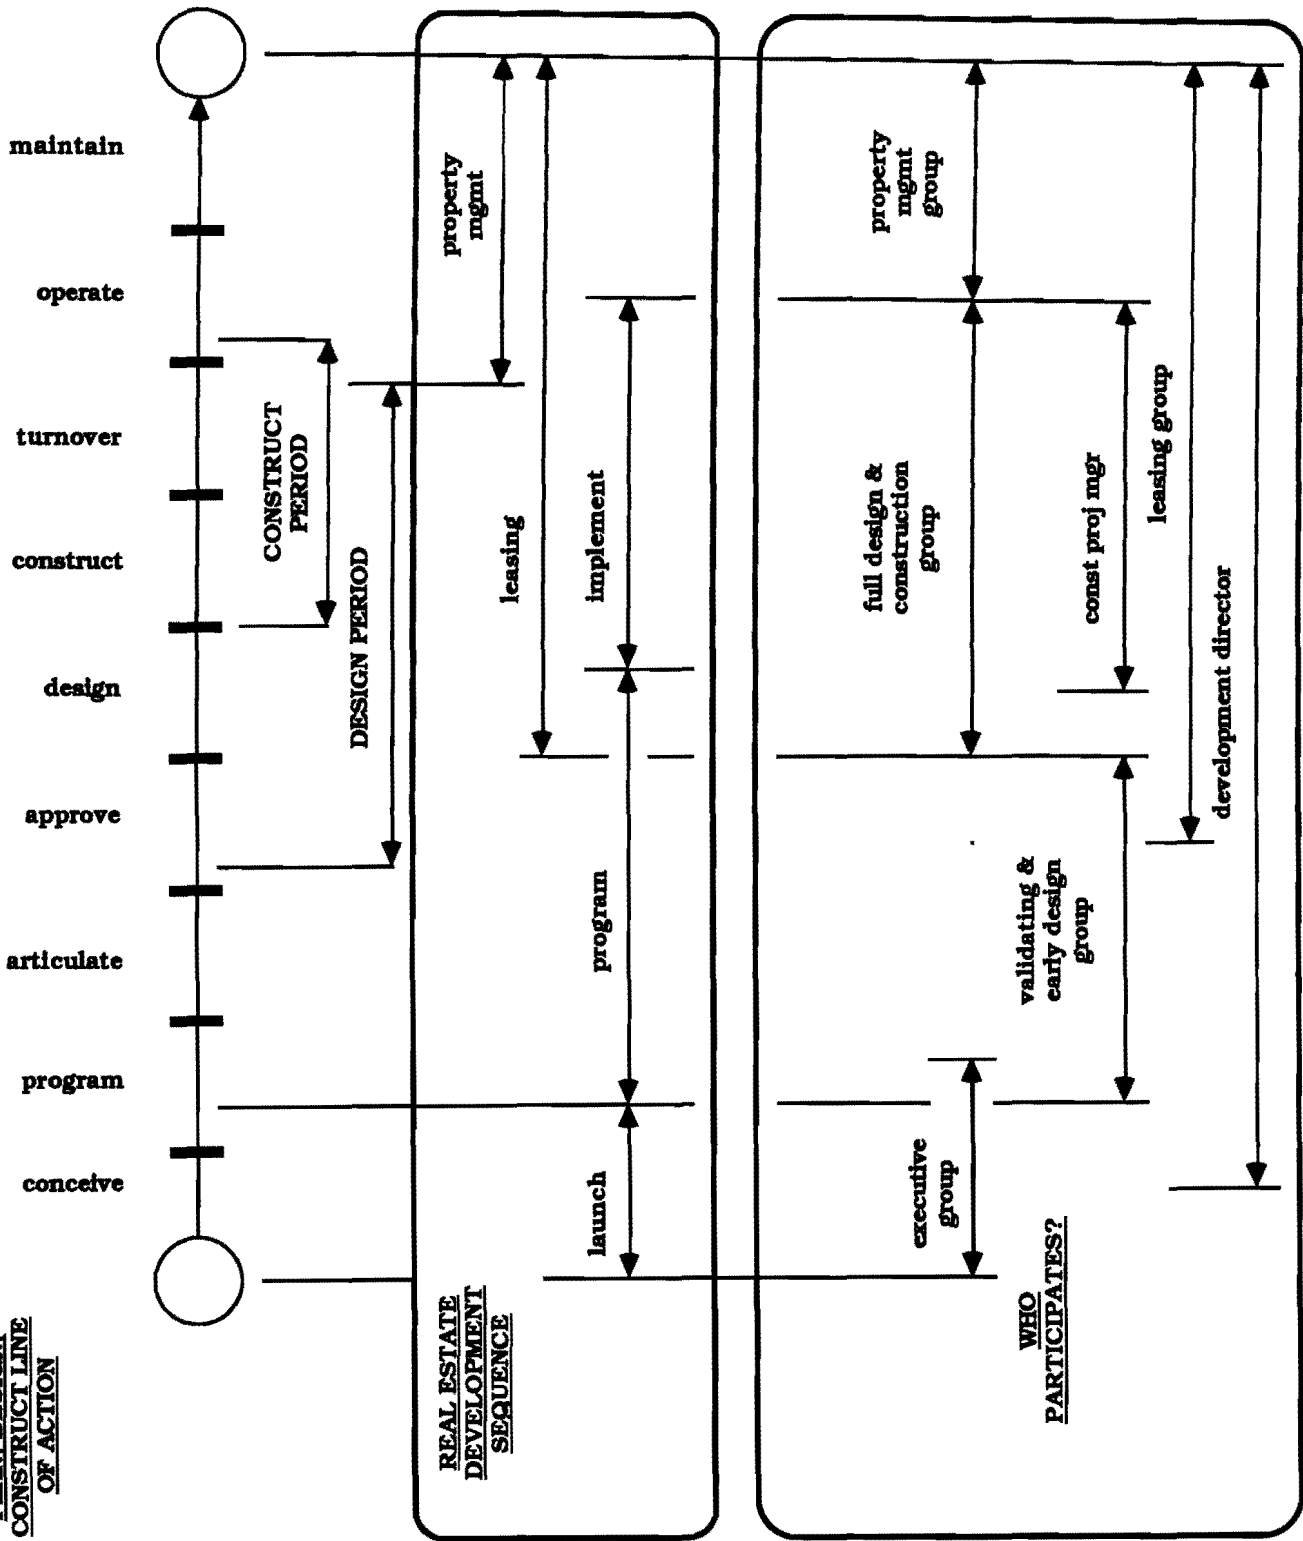 CONSTRUCT LINE
OF ACTION
maintain
operate
turnover
construct
design
approve
articulate
program
conceive
CONSTRUCT
PERIOD
DESIGN PERIOD
REAL ESTATE
DEVELOPMENT
SEQUENCE
property
mgmt
leasing
implement
program
launch
WHO
PARTICIPATES?
property
mgmt
group
full design &
construction
group
const proj mgr
leasing group
development director
validating &
early design
group
executive
group